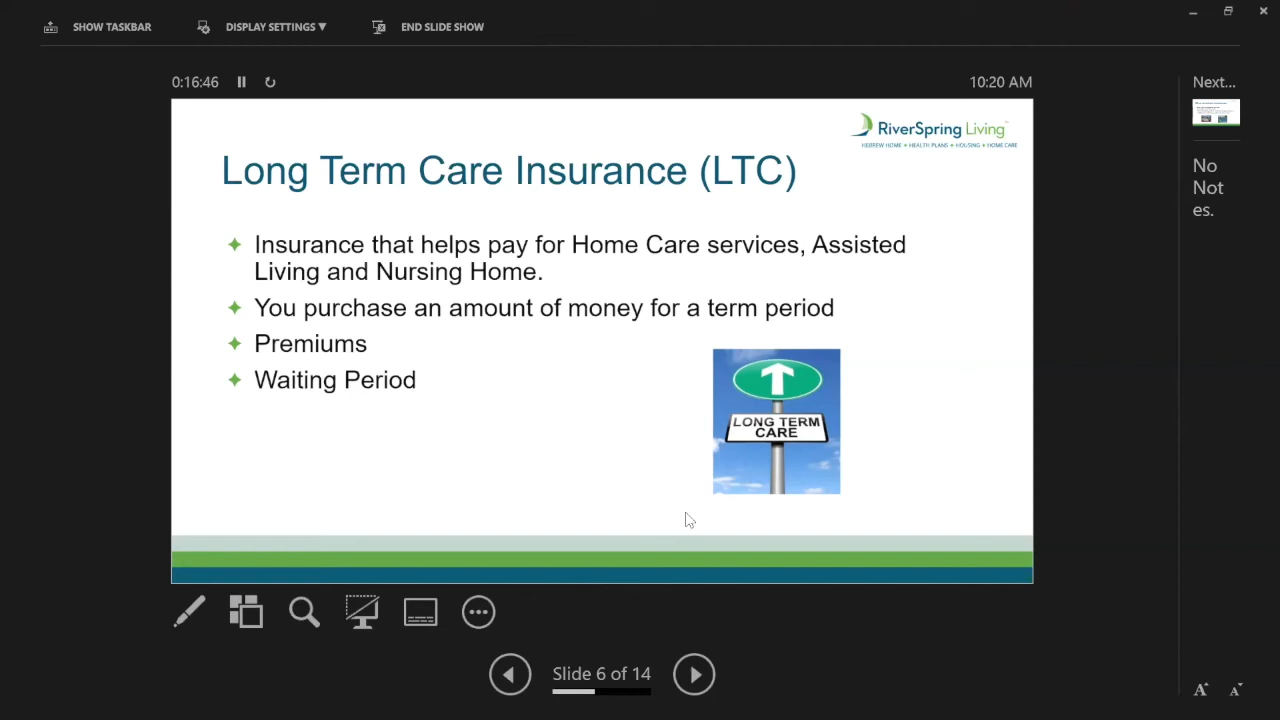 SHOW TASKBAR
DISPLAY SETTINGS ▼
END SLIDE SHOW
0:16:46
10:20 AM
Next...
RiverSpring Living™
HEBREW HOME + HEALTH PLANS + HOUSING + HOME CARE
Long Term Care Insurance (LTC)
Insurance that helps pay for Home Care services, Assisted
Living and Nursing Home.
You purchase an amount of money for a term period
Premiums
Waiting Period
LONG TERM
CARE
No
Not
es.
Slide 6 of 14
A
A